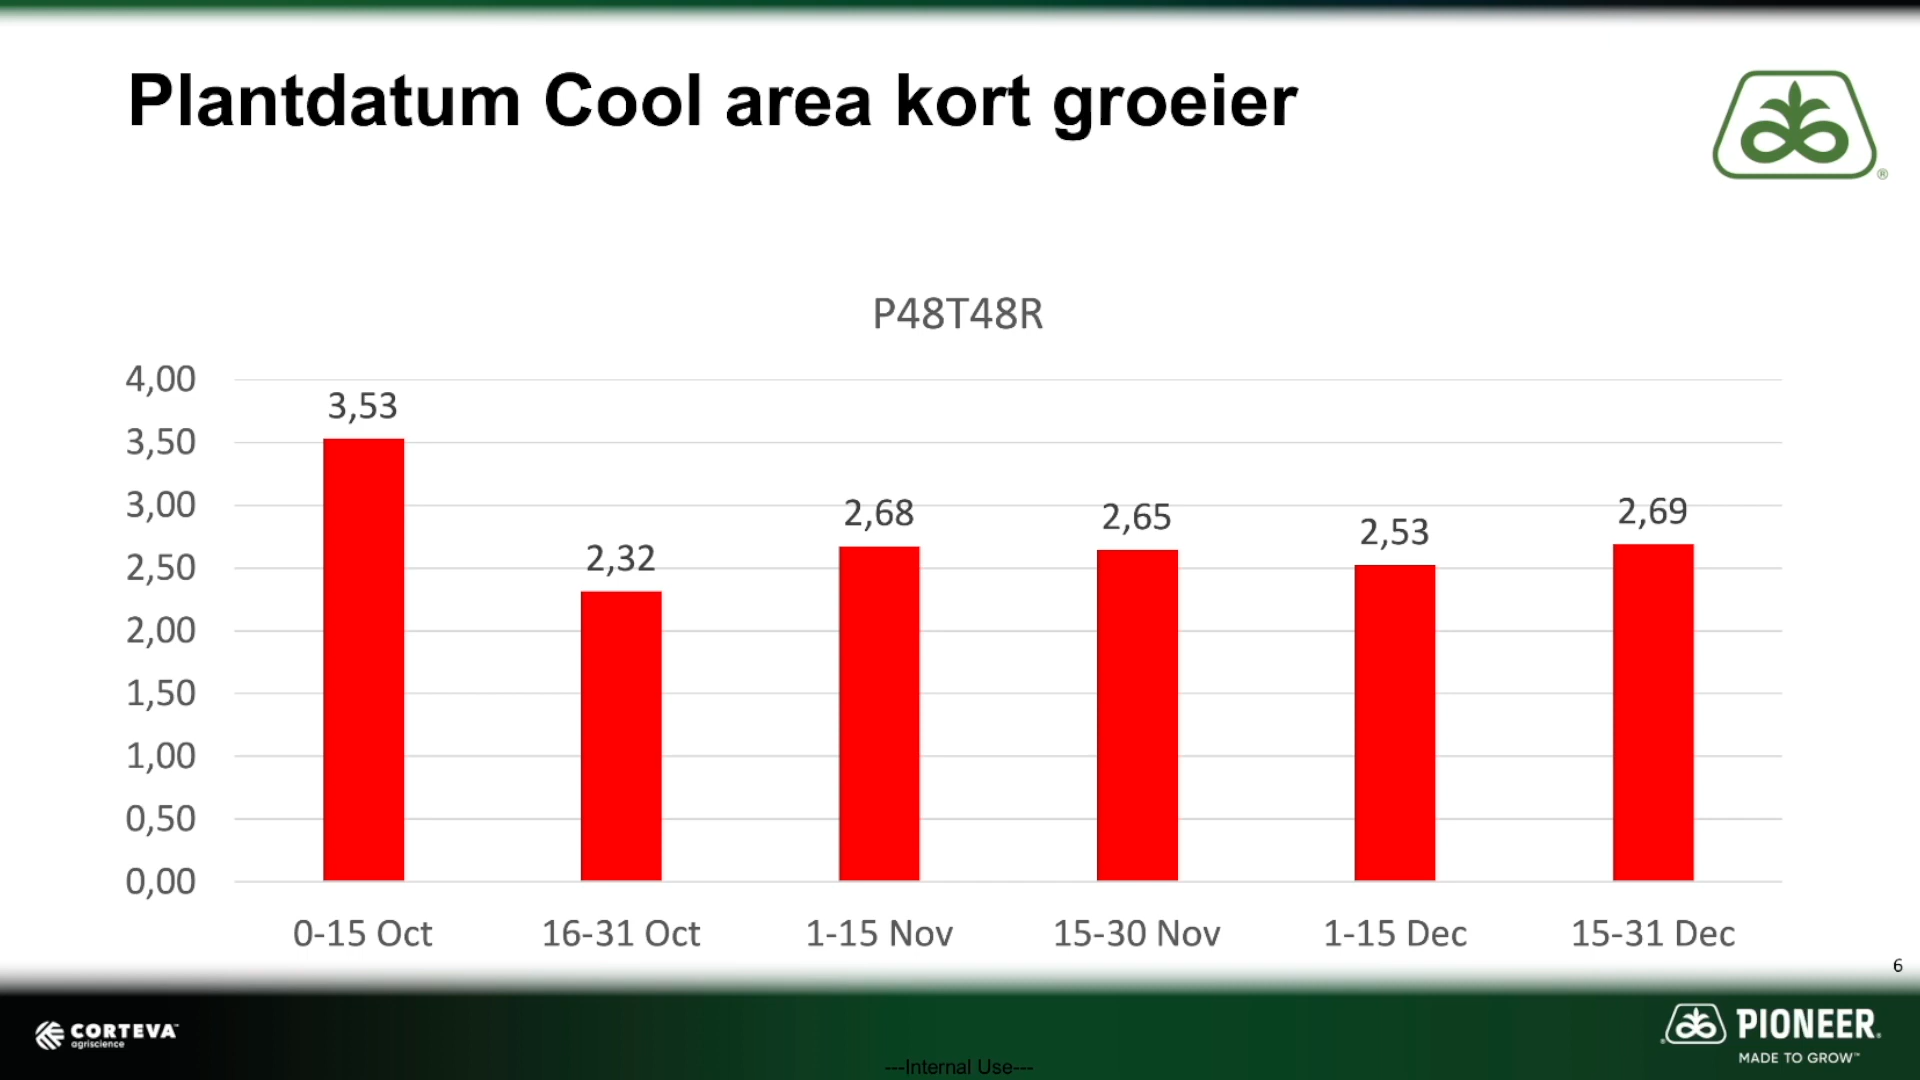 Plantdatum Cool area kort groeier
®
P48T48R
4,00
3,50
3,00
2,50
2,00
1,50
1,00
0,50
0,00
3,53
2,32
2,68
2,65
2,53
2,69
0-15 Oct
16-31 Oct
1-15 Nov
15-30 Nov
1-15 Dec
15-31 Dec
6
CORTEVA™
agriscience
---Internal Use---
PIONEER®
MADE TO GROW™